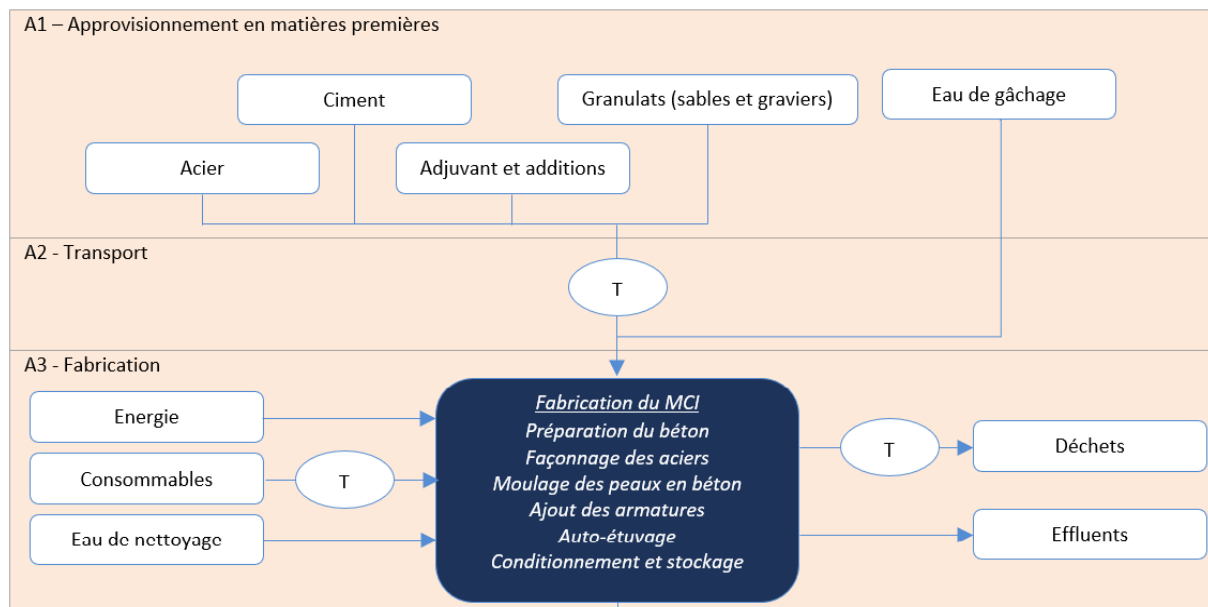 A1 – Approvisionnement en matières premières
Ciment
Granulats (sables et graviers)
Eau de gâchage
Acier
Adjuvant et additions
A2 - Transport
T
A3 - Fabrication
Energie
Consommables
T
Eau de nettoyage
Fabrication du MCI
Préparation du béton
Façonnage des aciers
Moulage des peaux en béton
Ajout des armatures
Auto-étuvage
Conditionnement et stockage
T
Déchets
Effluents